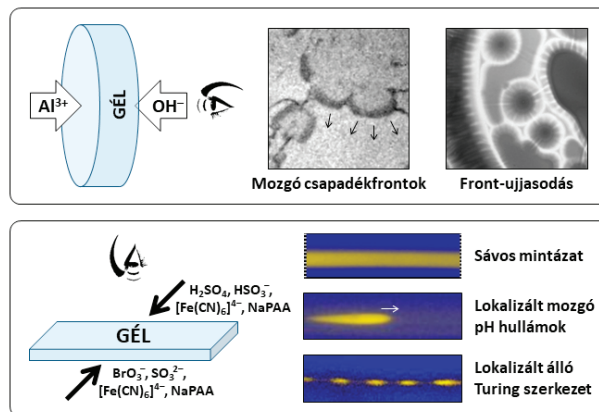 Al³⁺
GÉL
OH⁻
Mozgó csapadékfrontok
Front-ujjasodás
H₂SO₄, HSO₃⁻,
[Fe(CN)₆]⁴⁻, NaPAA
GÉL
BrO₃⁻, SO₃²⁻,
[Fe(CN)₆]⁴⁻, NaPAA
Sávos mintázat
Lokalizált mozgó
pH hullámok
Lokalizált álló
Turing szerkezet